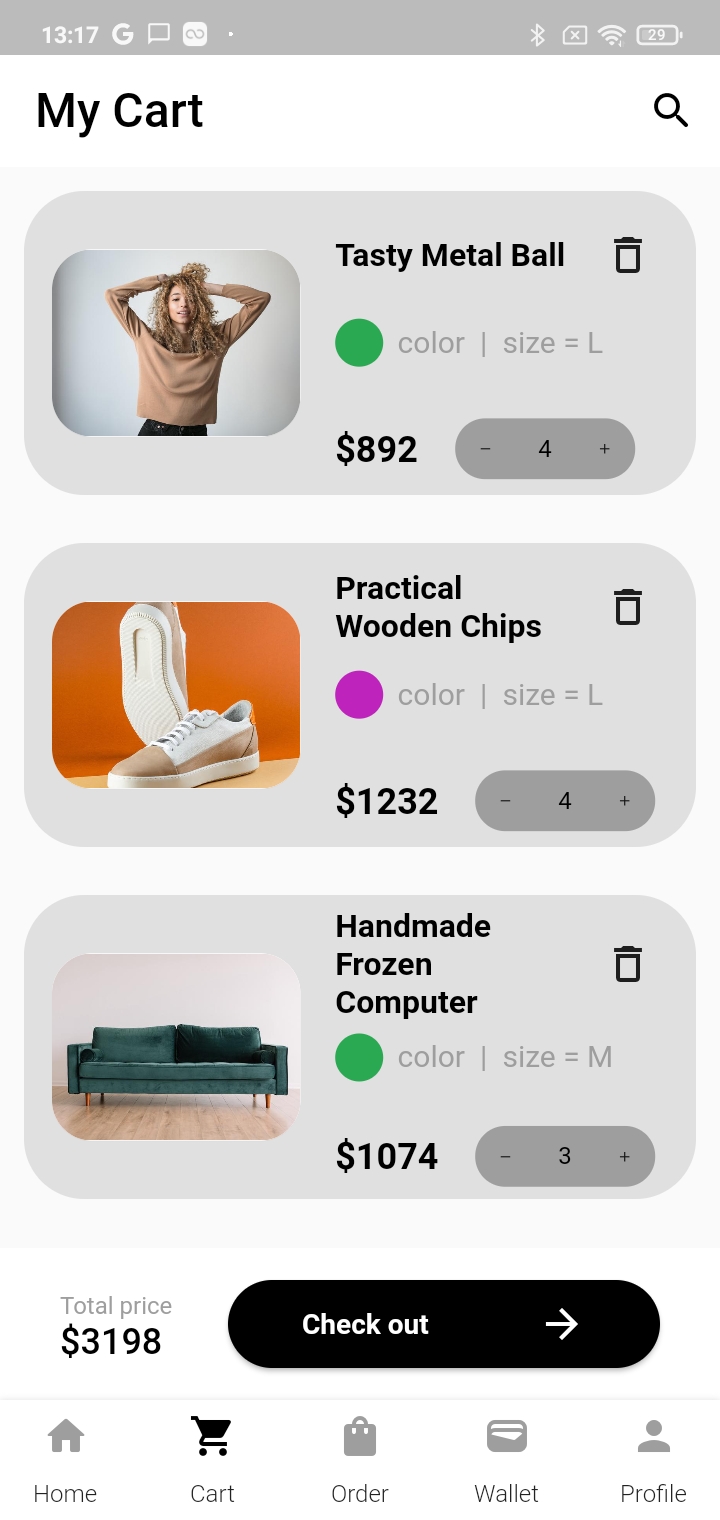 13:17
29
My Cart
Tasty Metal Ball
color | size = L
$892 − 4 +
Practical
Wooden Chips
color | size = L
$1232 − 4 +
Handmade
Frozen
Computer
color | size = M
$1074 − 3 +
Total price
$3198
Check out
Home Cart Order Wallet Profile